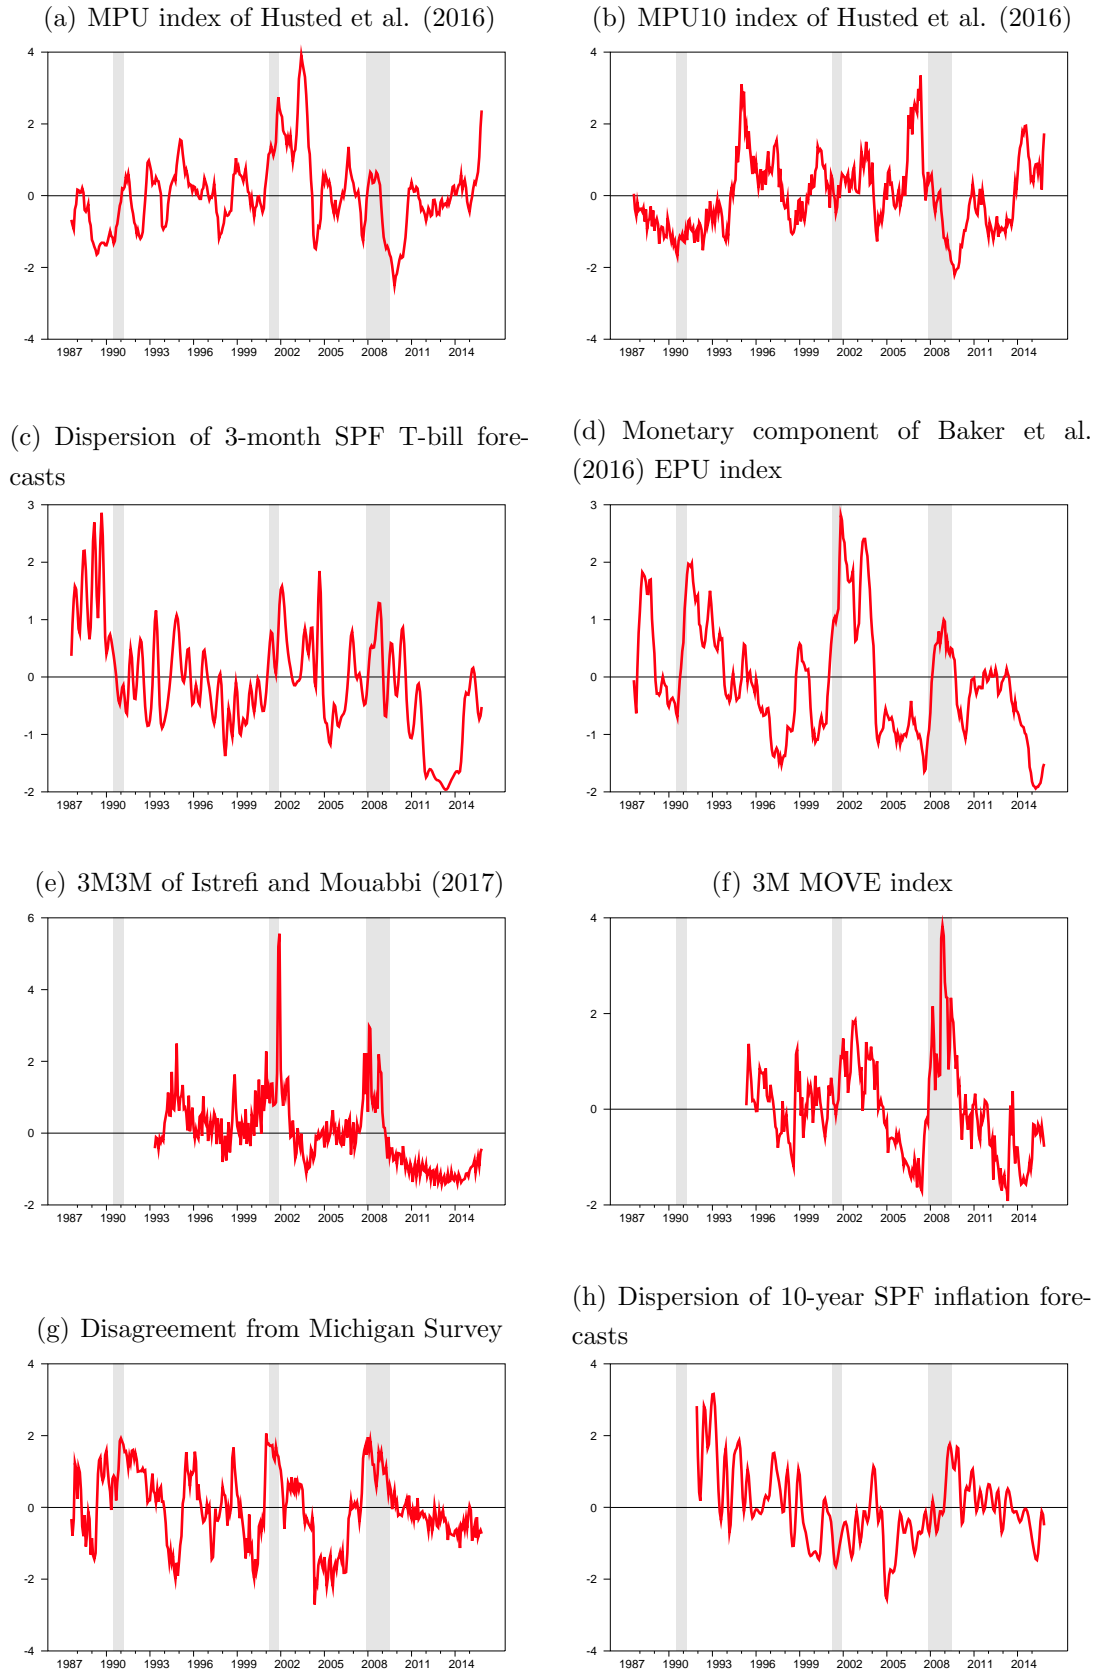 (a) MPU index of Husted et al. (2016)
4
2
0
-2
-4
1987 1990 1993 1996 1999 2002 2005 2008 2011 2014
(b) MPU10 index of Husted et al. (2016)
4
2
0
-2
-4
1987 1990 1993 1996 1999 2002 2005 2008 2011 2014
(c) Dispersion of 3-month SPF T-bill fore-
casts
3
2
1
0
-1
-2
1987 1990 1993 1996 1999 2002 2005 2008 2011 2014
(d) Monetary component of Baker et al.
(2016) EPU index
3
2
1
0
-1
-2
1987 1990 1993 1996 1999 2002 2005 2008 2011 2014
(e) 3M3M of Istrefi and Mouabbi (2017)
6
4
2
0
-2
1987 1990 1993 1996 1999 2002 2005 2008 2011 2014
(f) 3M MOVE index
4
2
0
-2
1987 1990 1993 1996 1999 2002 2005 2008 2011 2014
(g) Disagreement from Michigan Survey
4
2
0
-2
-4
1987 1990 1993 1996 1999 2002 2005 2008 2011 2014
(h) Dispersion of 10-year SPF inflation fore-
casts
4
2
0
-2
-4
1987 1990 1993 1996 1999 2002 2005 2008 2011 2014